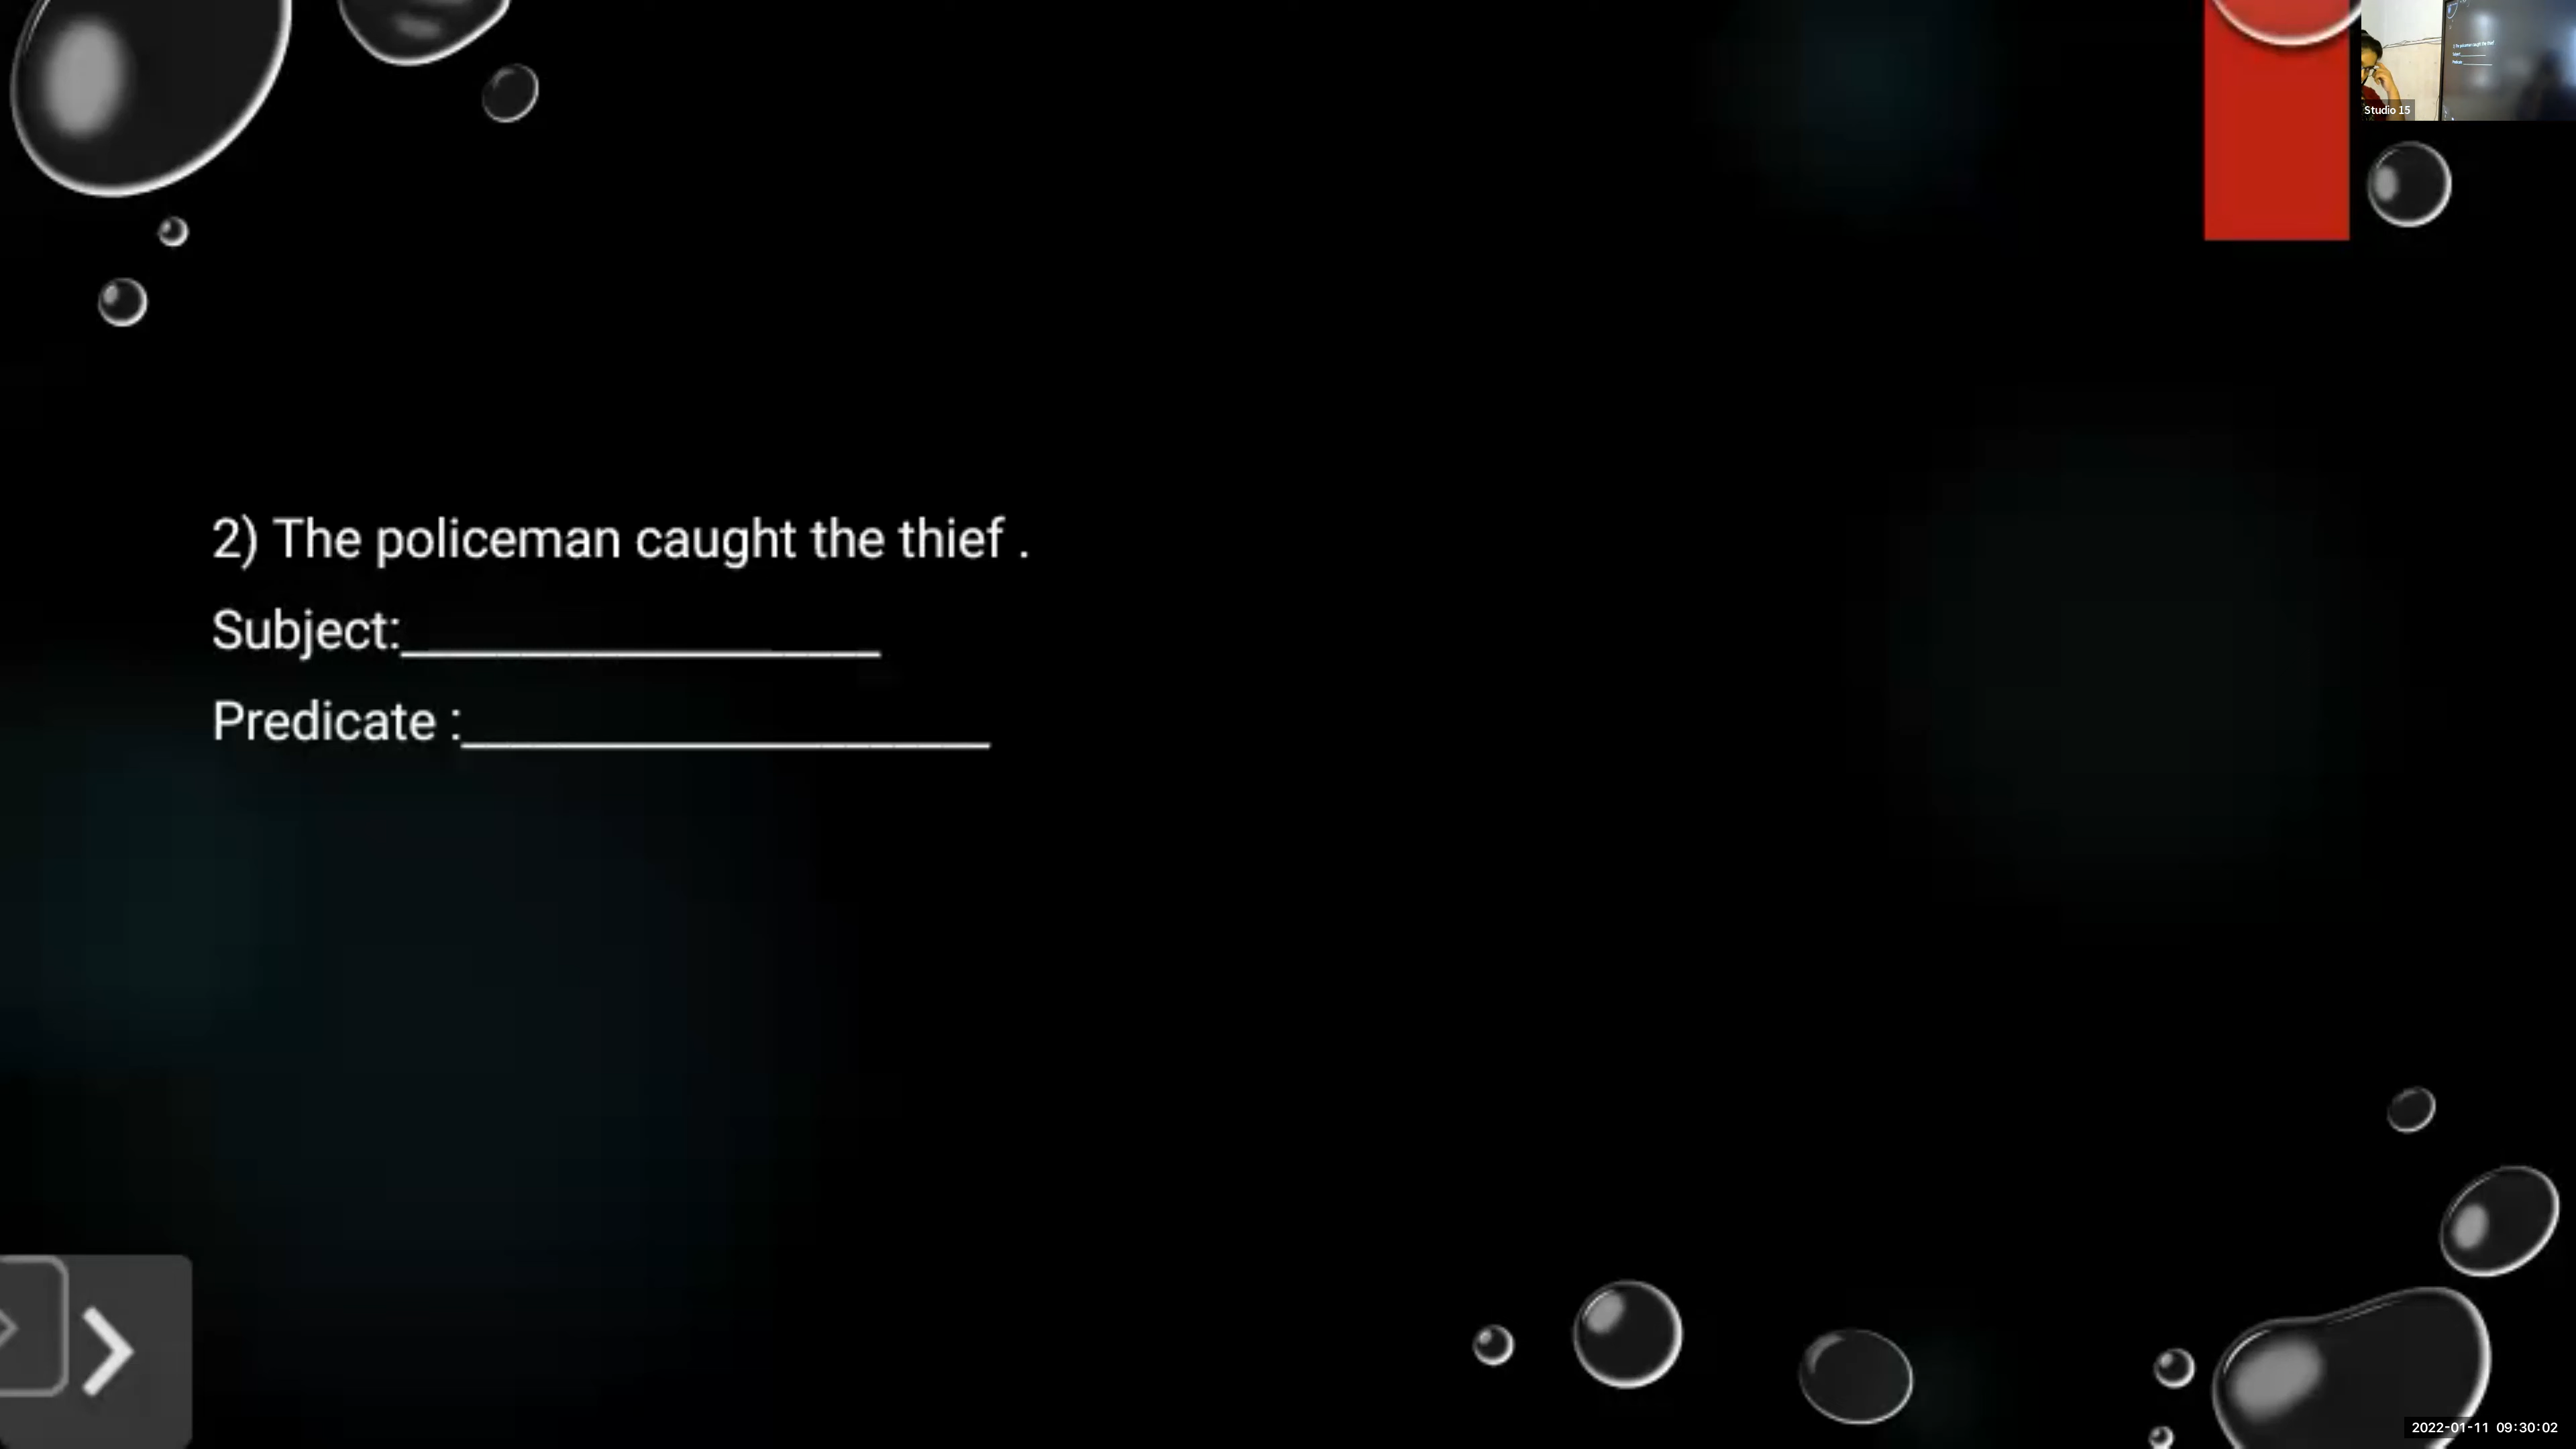 Studio 15
2) The policeman caught the thief .
Subject:__________________
Predicate :____________________
2022-01-11 09:30:02